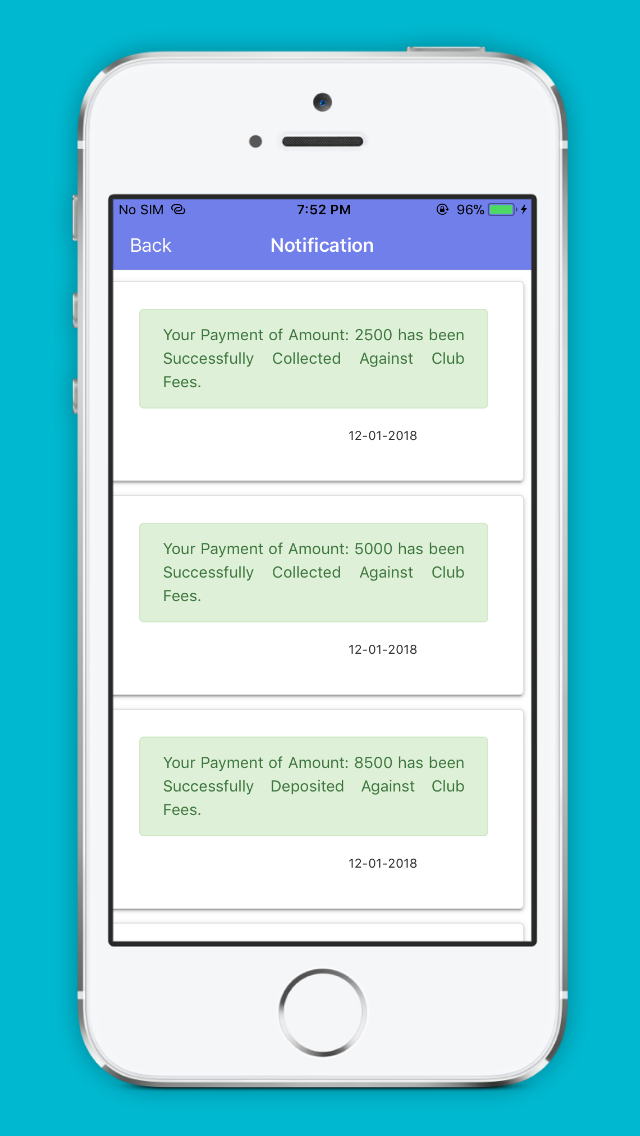 No SIM 7:52 PM 96%
Back Notification
Your Payment of Amount: 2500 has been
Successfully Collected Against Club
Fees.
12-01-2018
Your Payment of Amount: 5000 has been
Successfully Collected Against Club
Fees.
12-01-2018
Your Payment of Amount: 8500 has been
Successfully Deposited Against Club
Fees.
12-01-2018